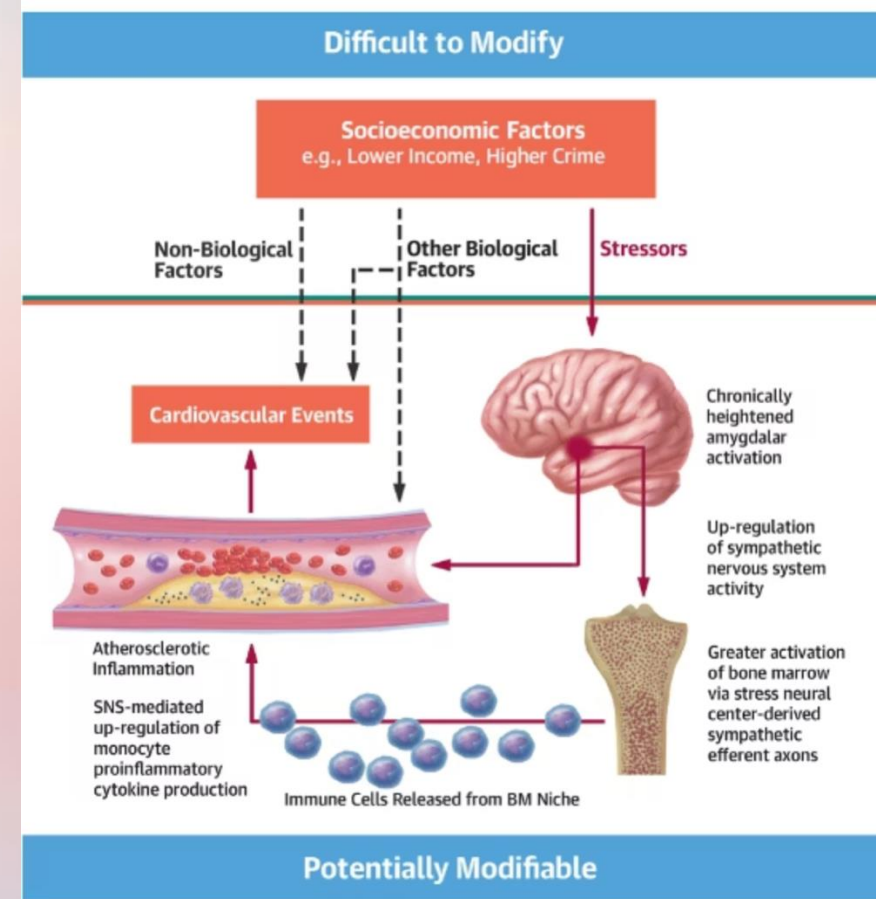 Difficult to Modify
Socioeconomic Factors
e.g., Lower Income, Higher Crime
Non-Biological
Factors
Other Biological
Factors
Stressors
Cardiovascular Events
Chronically
heightened
amygdalar
activation
Up-regulation
of sympathetic
nervous system
activity
Atherosclerotic
Inflammation
SNS-mediated
up-regulation of
monocyte
proinflammatory
cytokine production
Greater activation
of bone marrow
via stress neural
center-derived
sympathetic
efferent axons
Immune Cells Released from BM Niche
Potentially Modifiable